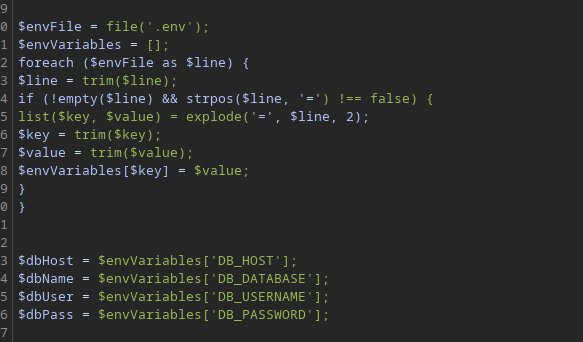 9
0 $envFile = file('.env');
1 $envVariables = [];
2 foreach ($envFile as $line) {
3 $line = trim($line);
4 if (!empty($line) && strpos($line, '=') !== false) {
5 list($key, $value) = explode('=', $line, 2);
6 $key = trim($key);
7 $value = trim($value);
8 $envVariables[$key] = $value;
9 }
0 }
1
2
3 $dbHost = $envVariables['DB_HOST'];
4 $dbName = $envVariables['DB_DATABASE'];
5 $dbUser = $envVariables['DB_USERNAME'];
6 $dbPass = $envVariables['DB_PASSWORD'];
7